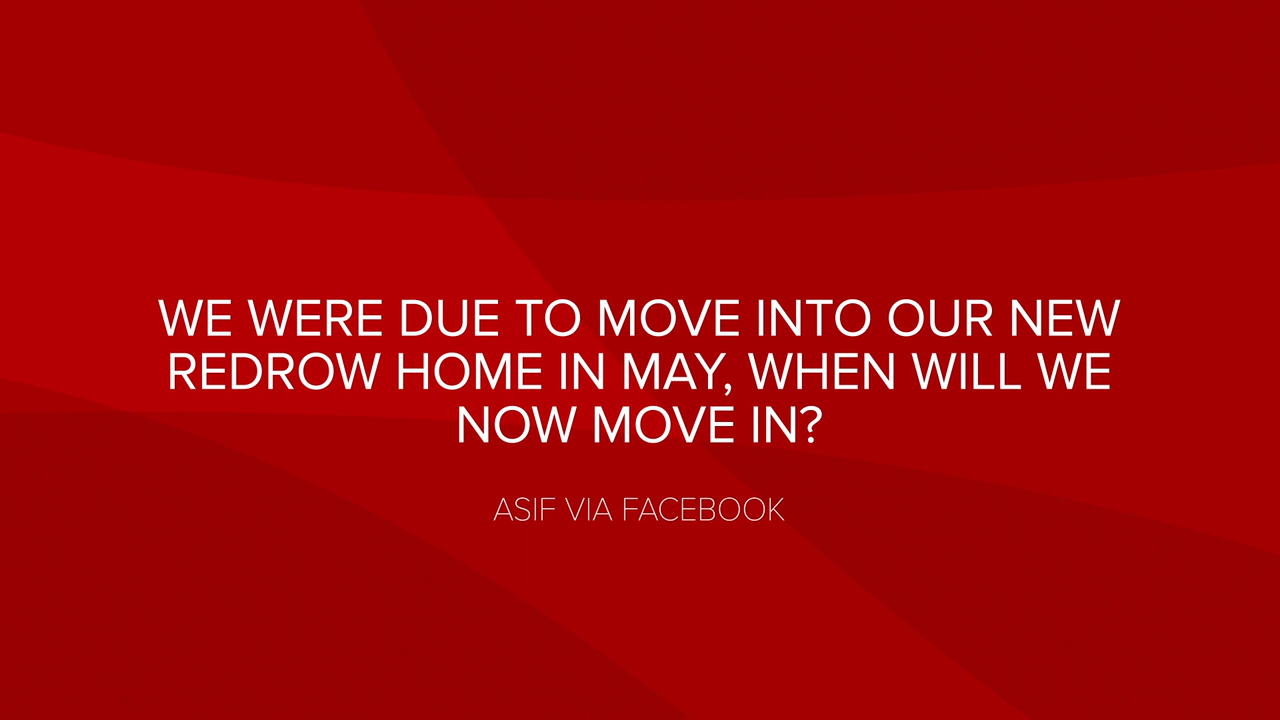 WE WERE DUE TO MOVE INTO OUR NEW
REDROW HOME IN MAY, WHEN WILL WE
NOW MOVE IN?
ASIF VIA FACEBOOK